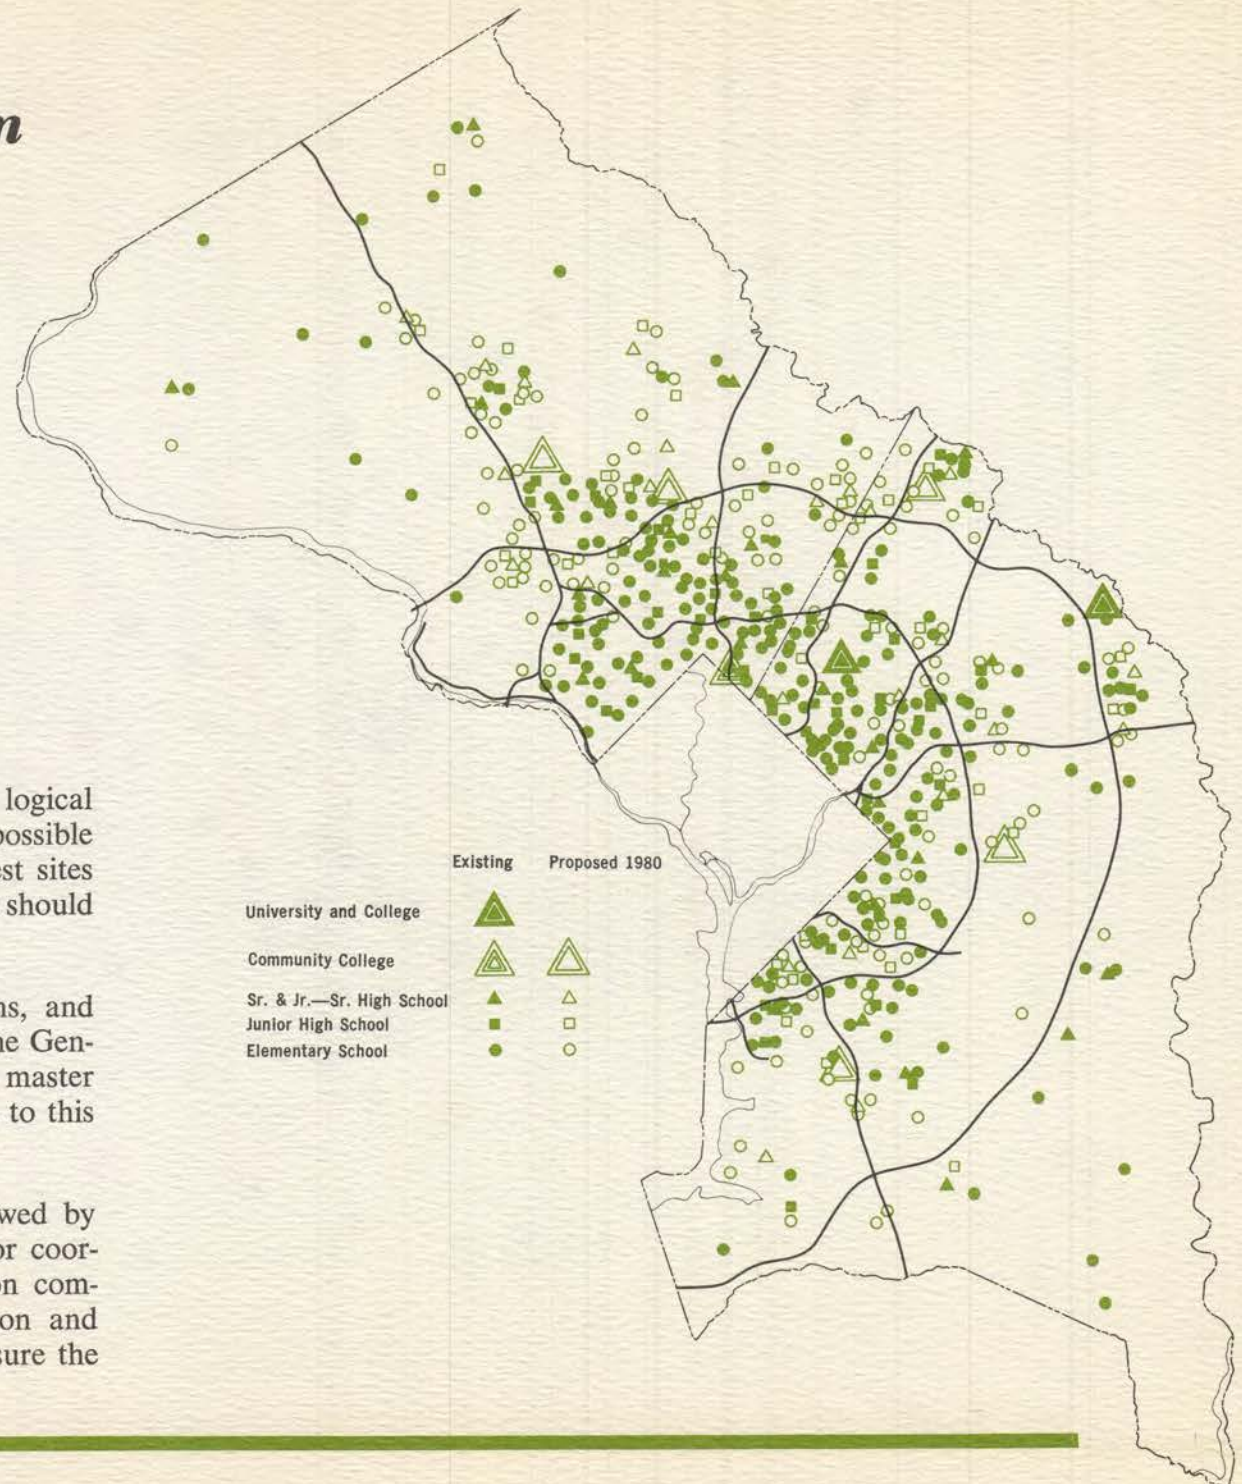 n
logical
possible
est sites
should
ns, and
he Gen-
master
to this
wed by
or coor-
on com-
on and
sure the
Existing Proposed 1980
University and College
Community College
Sr. & Jr.—Sr. High School
Junior High School
Elementary School